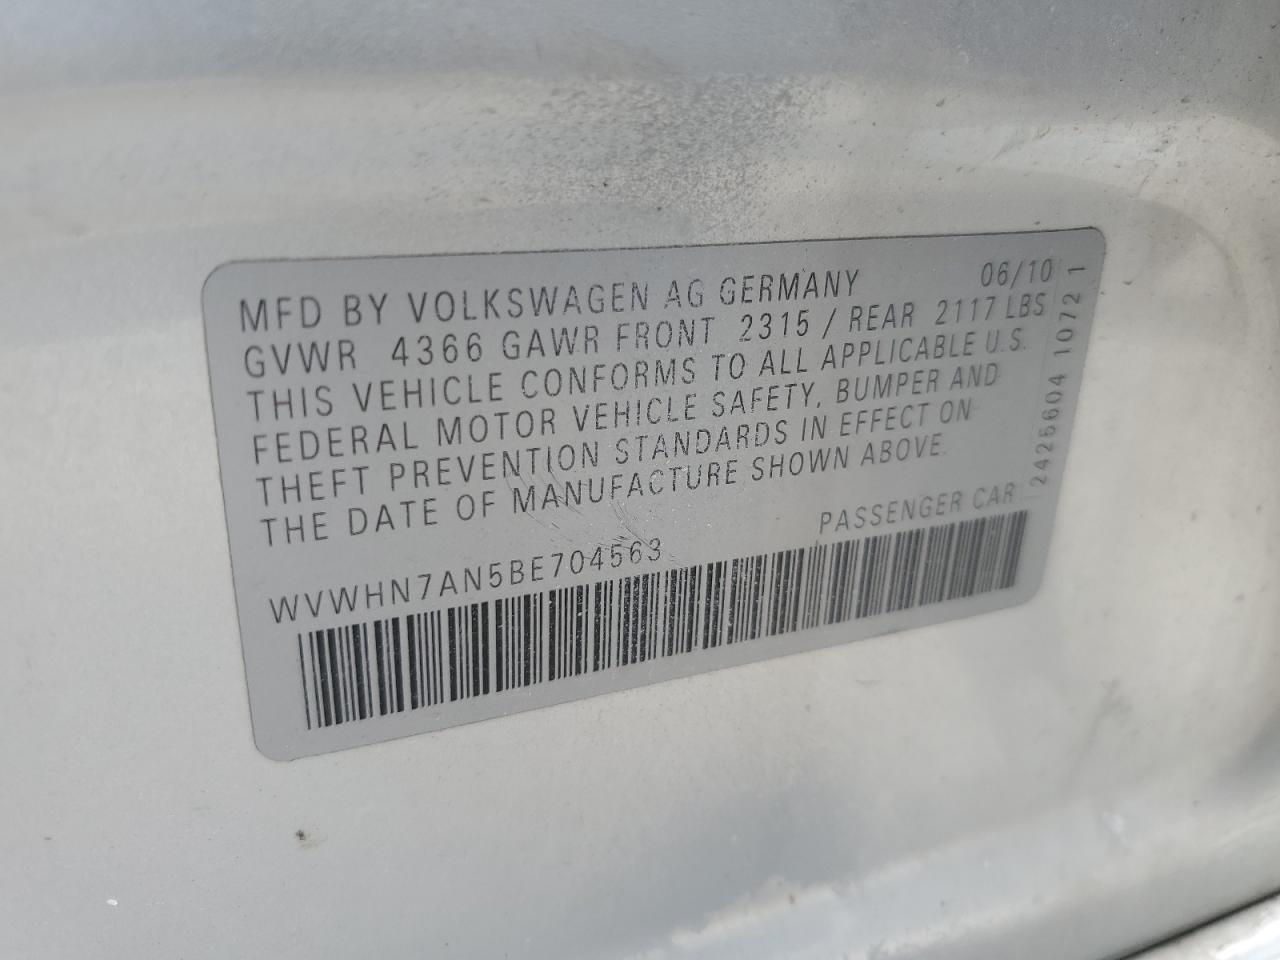 MFD BY VOLKSWAGEN AG GERMANY 06/10
GVWR 4366 GAWR FRONT 2315 / REAR 2117 LBS
THIS VEHICLE CONFORMS TO ALL APPLICABLE U.S.
FEDERAL MOTOR VEHICLE SAFETY, BUMPER AND
THEFT PREVENTION STANDARDS IN EFFECT ON
THE DATE OF MANUFACTURE SHOWN ABOVE.
PASSENGER CAR
WVWHN7AN5BE704563
2425604 1072 1